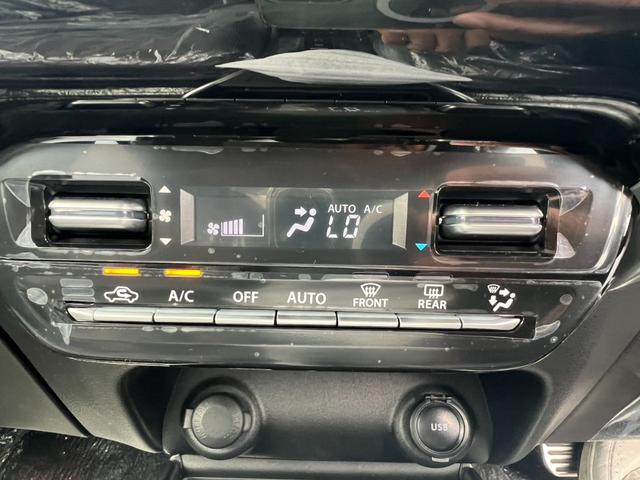 AUTO A/C
LO
A/C OFF AUTO FRONT REAR
USB